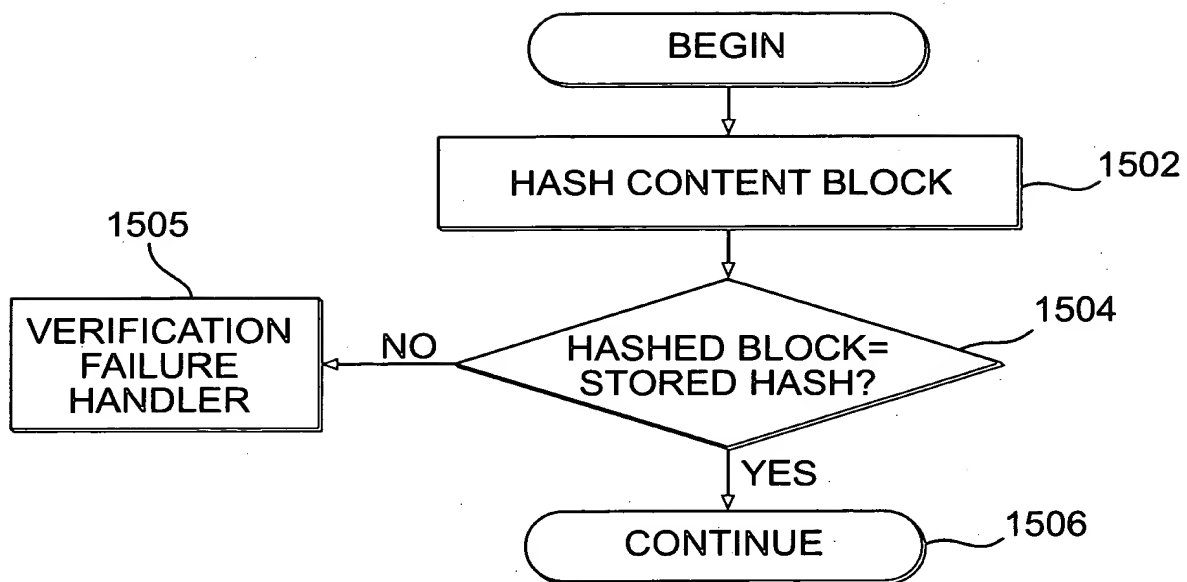 BEGIN
HASH CONTENT BLOCK
1502
1505
VERIFICATION
FAILURE
HANDLER
NO
HASHED BLOCK=
STORED HASH?
1504
YES
CONTINUE
1506